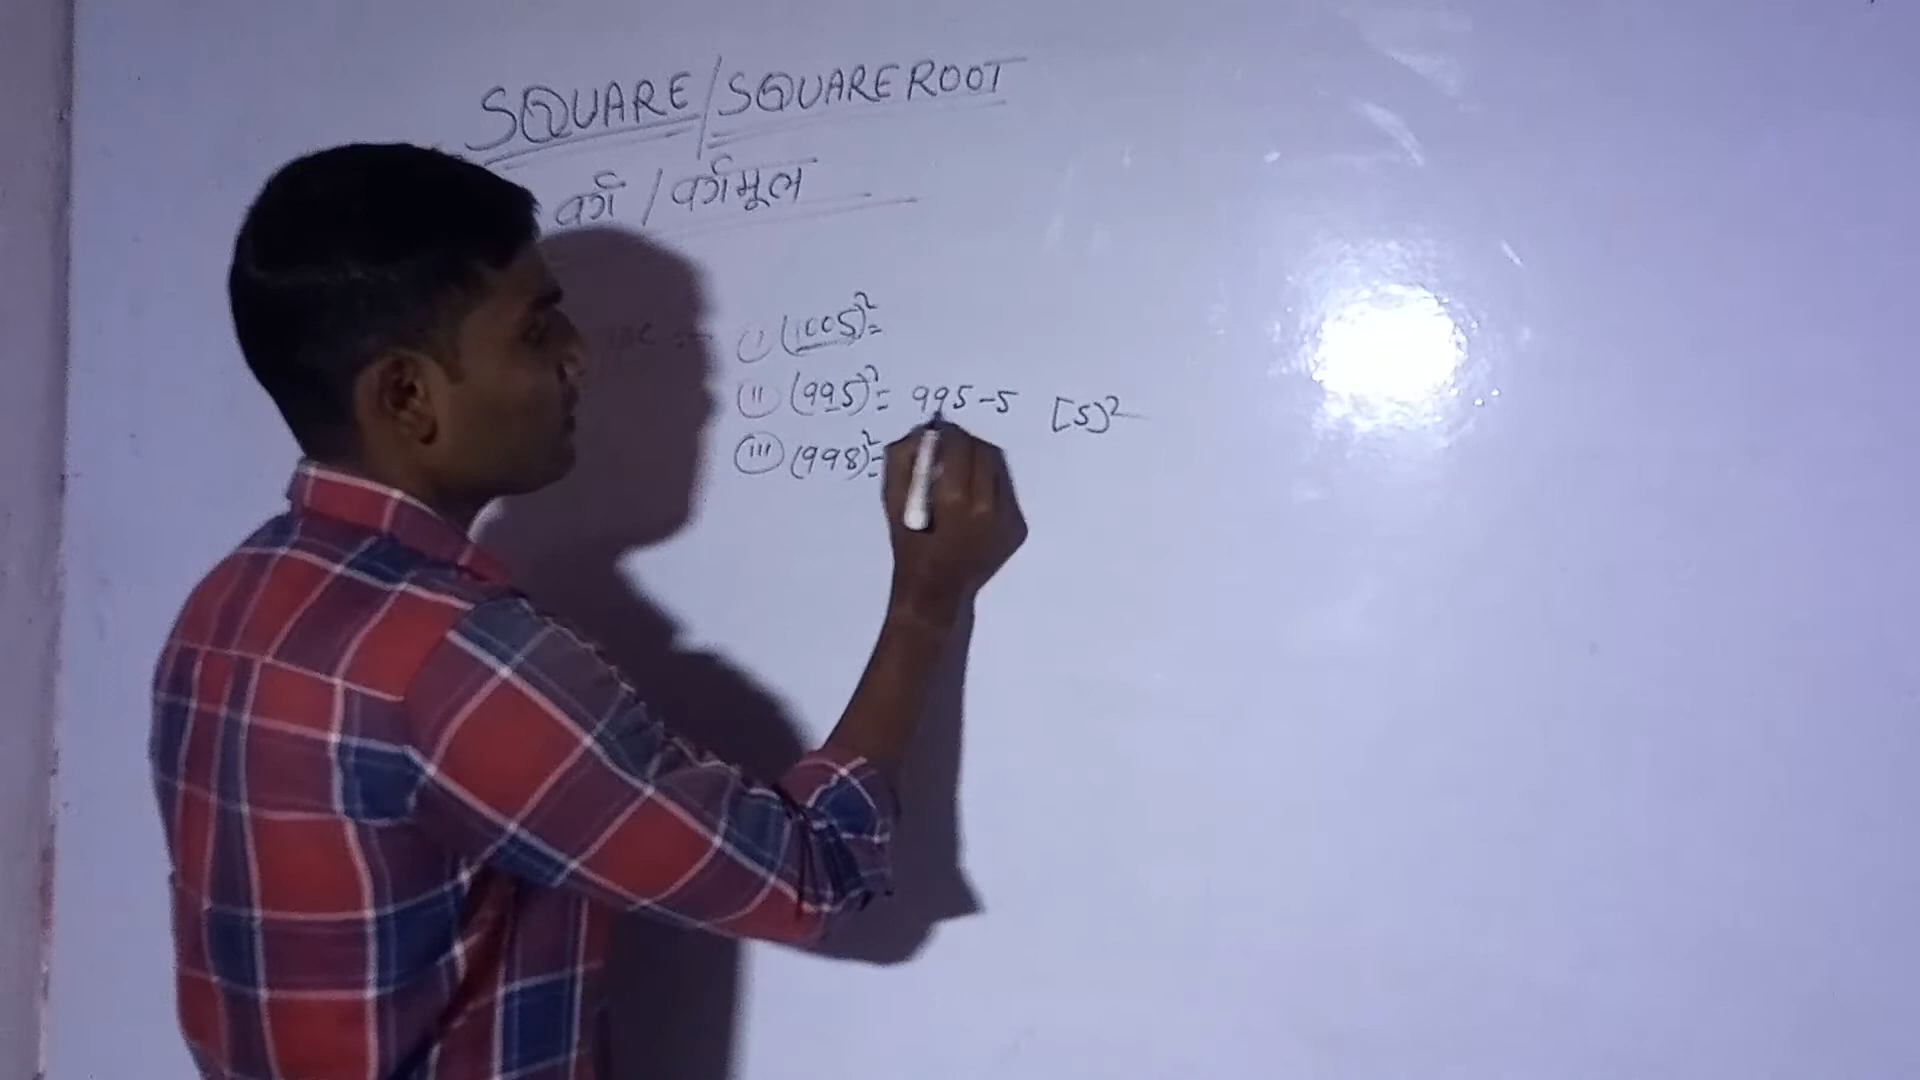 SQUARE/SQUARE ROOT
वर्ग / वर्गमूल
(i) (1005)²=
(ii) (995)²= 995-5 [5)²
(iii) (998)²=